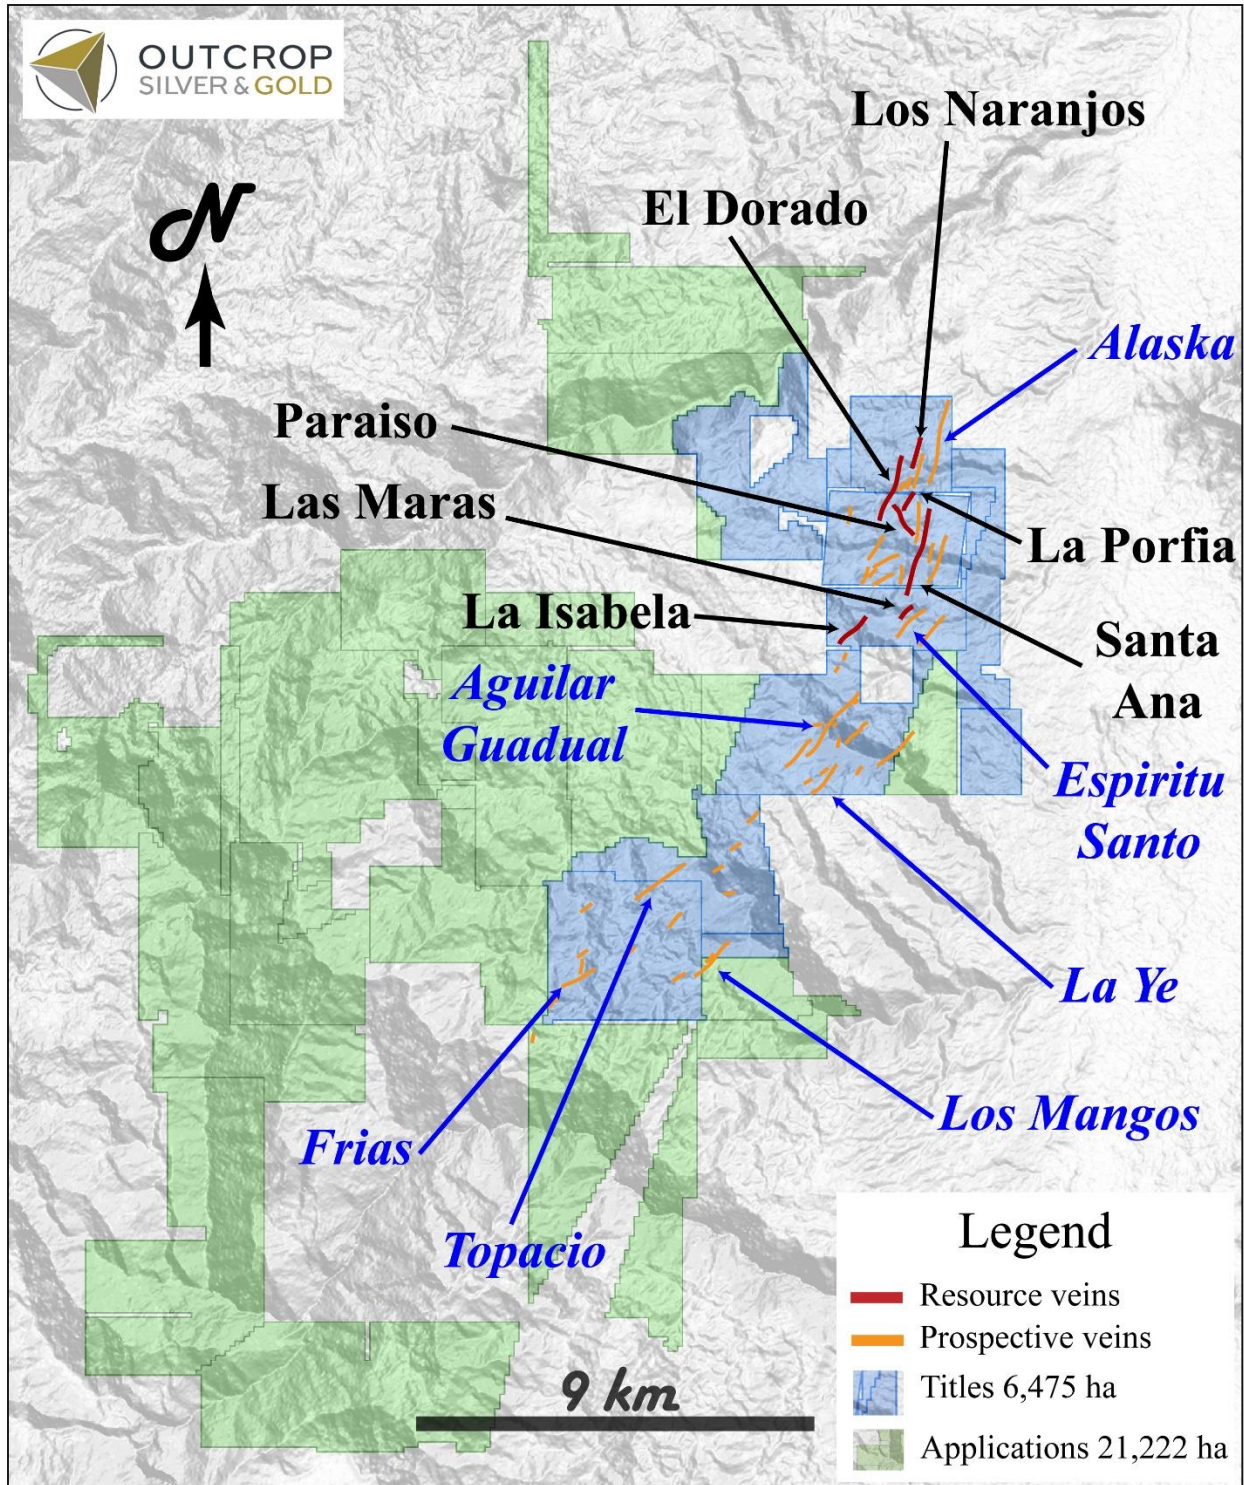 OUTCROP
SILVER & GOLD
N
Los Naranjos
El Dorado
Alaska
Paraiso
Las Maras
La Porfia
La Isabela
Santa
Ana
Aguilar
Guadual
Espiritu
Santo
La Ye
Los Mangos
Frias
Topacio
9 km
Legend
Resource veins
Prospective veins
Titles 6,475 ha
Applications 21,222 ha